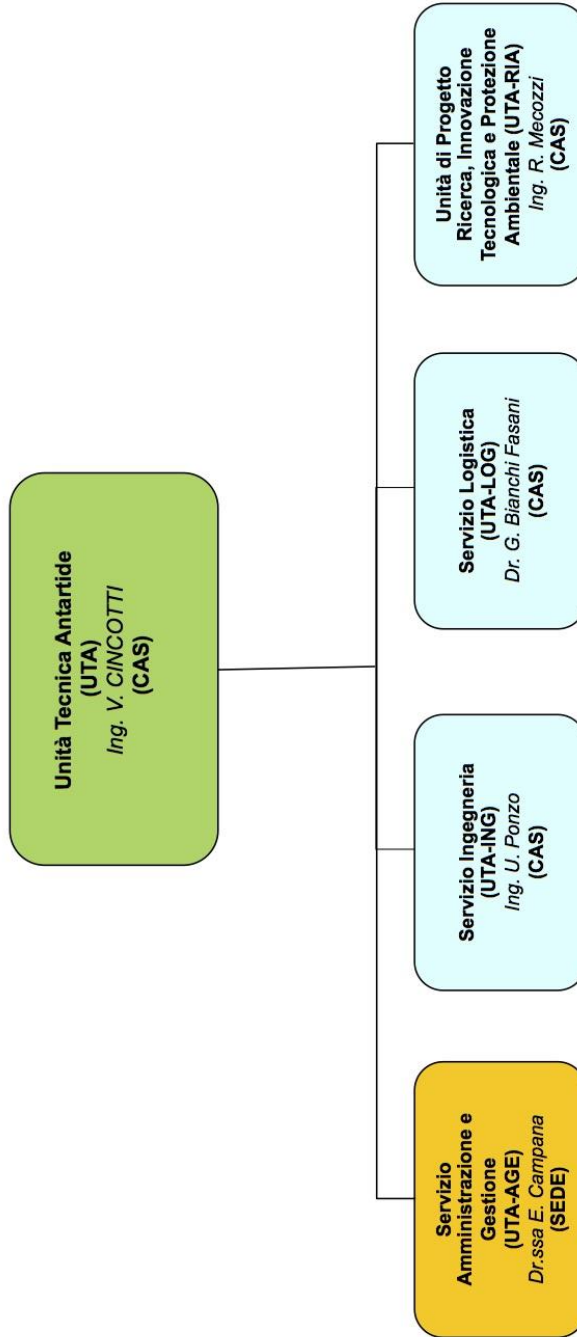 Unità Tecnica Antartide
(UTA)
Ing. V. CINCOTTI
(CAS)
Servizio
Amministrazione e
Gestione
(UTA-AGE)
Dr.ssa E. Campana
(SEDE)
Servizio Ingegneria
(UTA-ING)
Ing. U. Ponzo
(CAS)
Servizio Logistica
(UTA-LOG)
Dr. G. Bianchi Fasani
(CAS)
Unità di Progetto
Ricerca, Innovazione
Tecnologica e Protezione
Ambientale (UTA-RIA)
Ing. R. Mecozzi
(CAS)